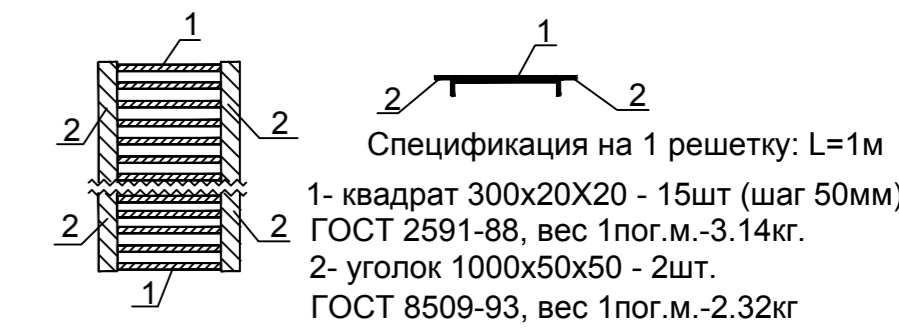 1
1
2
2
2
2
Спецификация на 1 решетку: L=1м
1- квадрат 300х20Х20 - 15шт (шаг 50мм)
2
2
ГОСТ 2591-88, вес 1пог.м.-3.14кг.
2- уголок 1000х50х50 - 2шт.
1
ГОСТ 8509-93, вес 1пог.м.-2.32кг